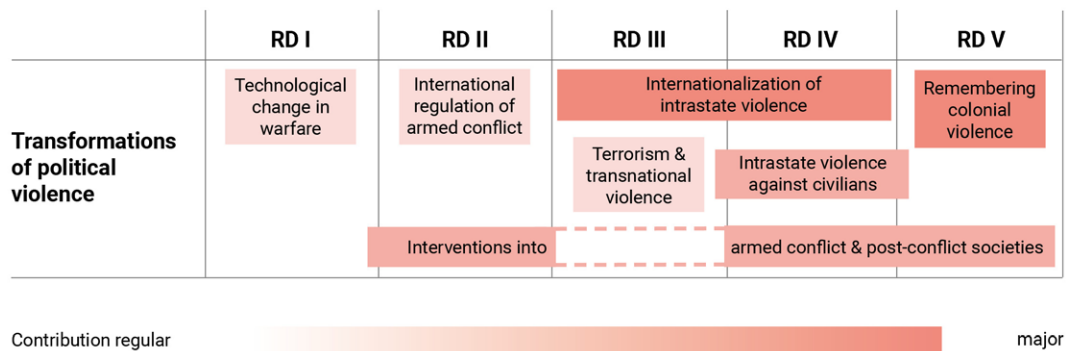 RD I
RD II
RD III
RD IV
RD V
Transformations
of political
violence
Technological
change in
warfare
International
regulation of
armed conflict
Internationalization of
intrastate violence
Remembering
colonial
violence
Terrorism &
transnational
violence
Intrastate violence
against civilians
Interventions into
armed conflict & post-conflict societies
Contribution regular
major